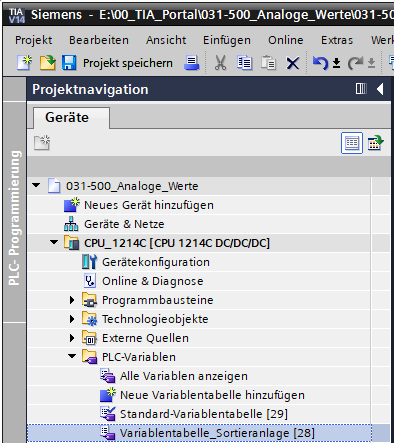 TIA V14 Siemens - E:\00_TIA_Portal\031-500_Analoge_Werte\031-50
Projekt Bearbeiten Ansicht Einfügen Online Extras Werk
Projekt speichern
Projektnavigation
Geräte
PLC- Programmierung
031-500_Analoge_Werte
Neues Gerät hinzufügen
Geräte & Netze
CPU_1214C [CPU 1214C DC/DC/DC]
Gerätekonfiguration
Online & Diagnose
Programmbausteine
Technologieobjekte
Externe Quellen
PLC-Variablen
Alle Variablen anzeigen
Neue Variablentabelle hinzufügen
Standard-Variablentabelle [29]
Variablentabelle_Sortieranlage [28]